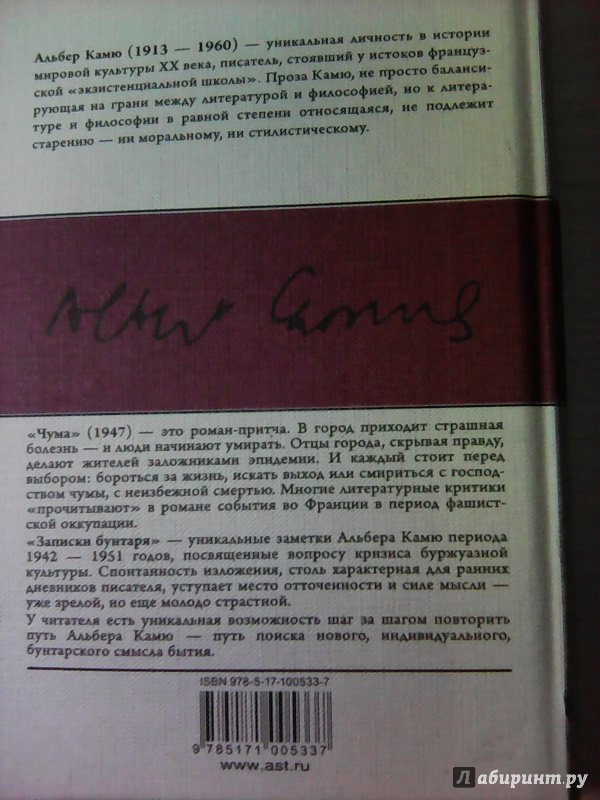 Альбер Камю (1913 — 1960) — уникальная личность в истории
мировой культуры XX века, писатель, стоявший у истоков француз-
ской «экзистенциальной школы». Проза Камю, не просто баланси-
рующая на грани между литературой и философией, но к литера-
туре и философии в равной степени относящаяся, не подлежит
старению — ни моральному, ни стилистическому.
Albert Camus
«Чума» (1947) — это роман-притча. В город приходит страшная
болезнь — и люди начинают умирать. Отцы города, скрывая правду,
делают жителей заложниками эпидемии. И каждый стоит перед
выбором: бороться за жизнь, искать выход или смириться с господ-
ством чумы, с неизбежной смертью. Многие литературные критики
«прочитывают» в романе события во Франции в период фашист-
ской оккупации.
«Записки бунтаря» — уникальные заметки Альбера Камю периода
1942 — 1951 годов, посвященные вопросу кризиса буржуазной
культуры. Спонтанность изложения, столь характерная для ранних
дневников писателя, уступает место отточенности и силе мысли —
уже зрелой, но еще молодо страстной.
У читателя есть уникальная возможность шаг за шагом повторить
путь Альбера Камю — путь поиска нового, индивидуального,
бунтарского смысла бытия.
ISBN 978-5-17-100533-7
9 785171 005337
www.ast.ru
Лабиринт.ру